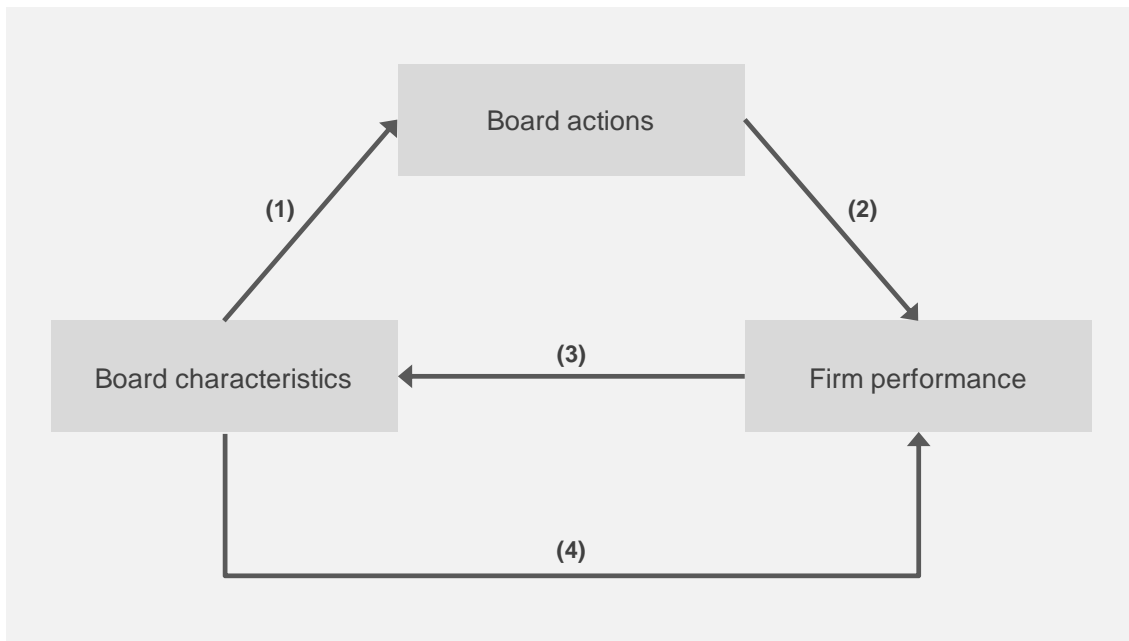 Board actions
(1)
(2)
(3)
Board characteristics
Firm performance
(4)